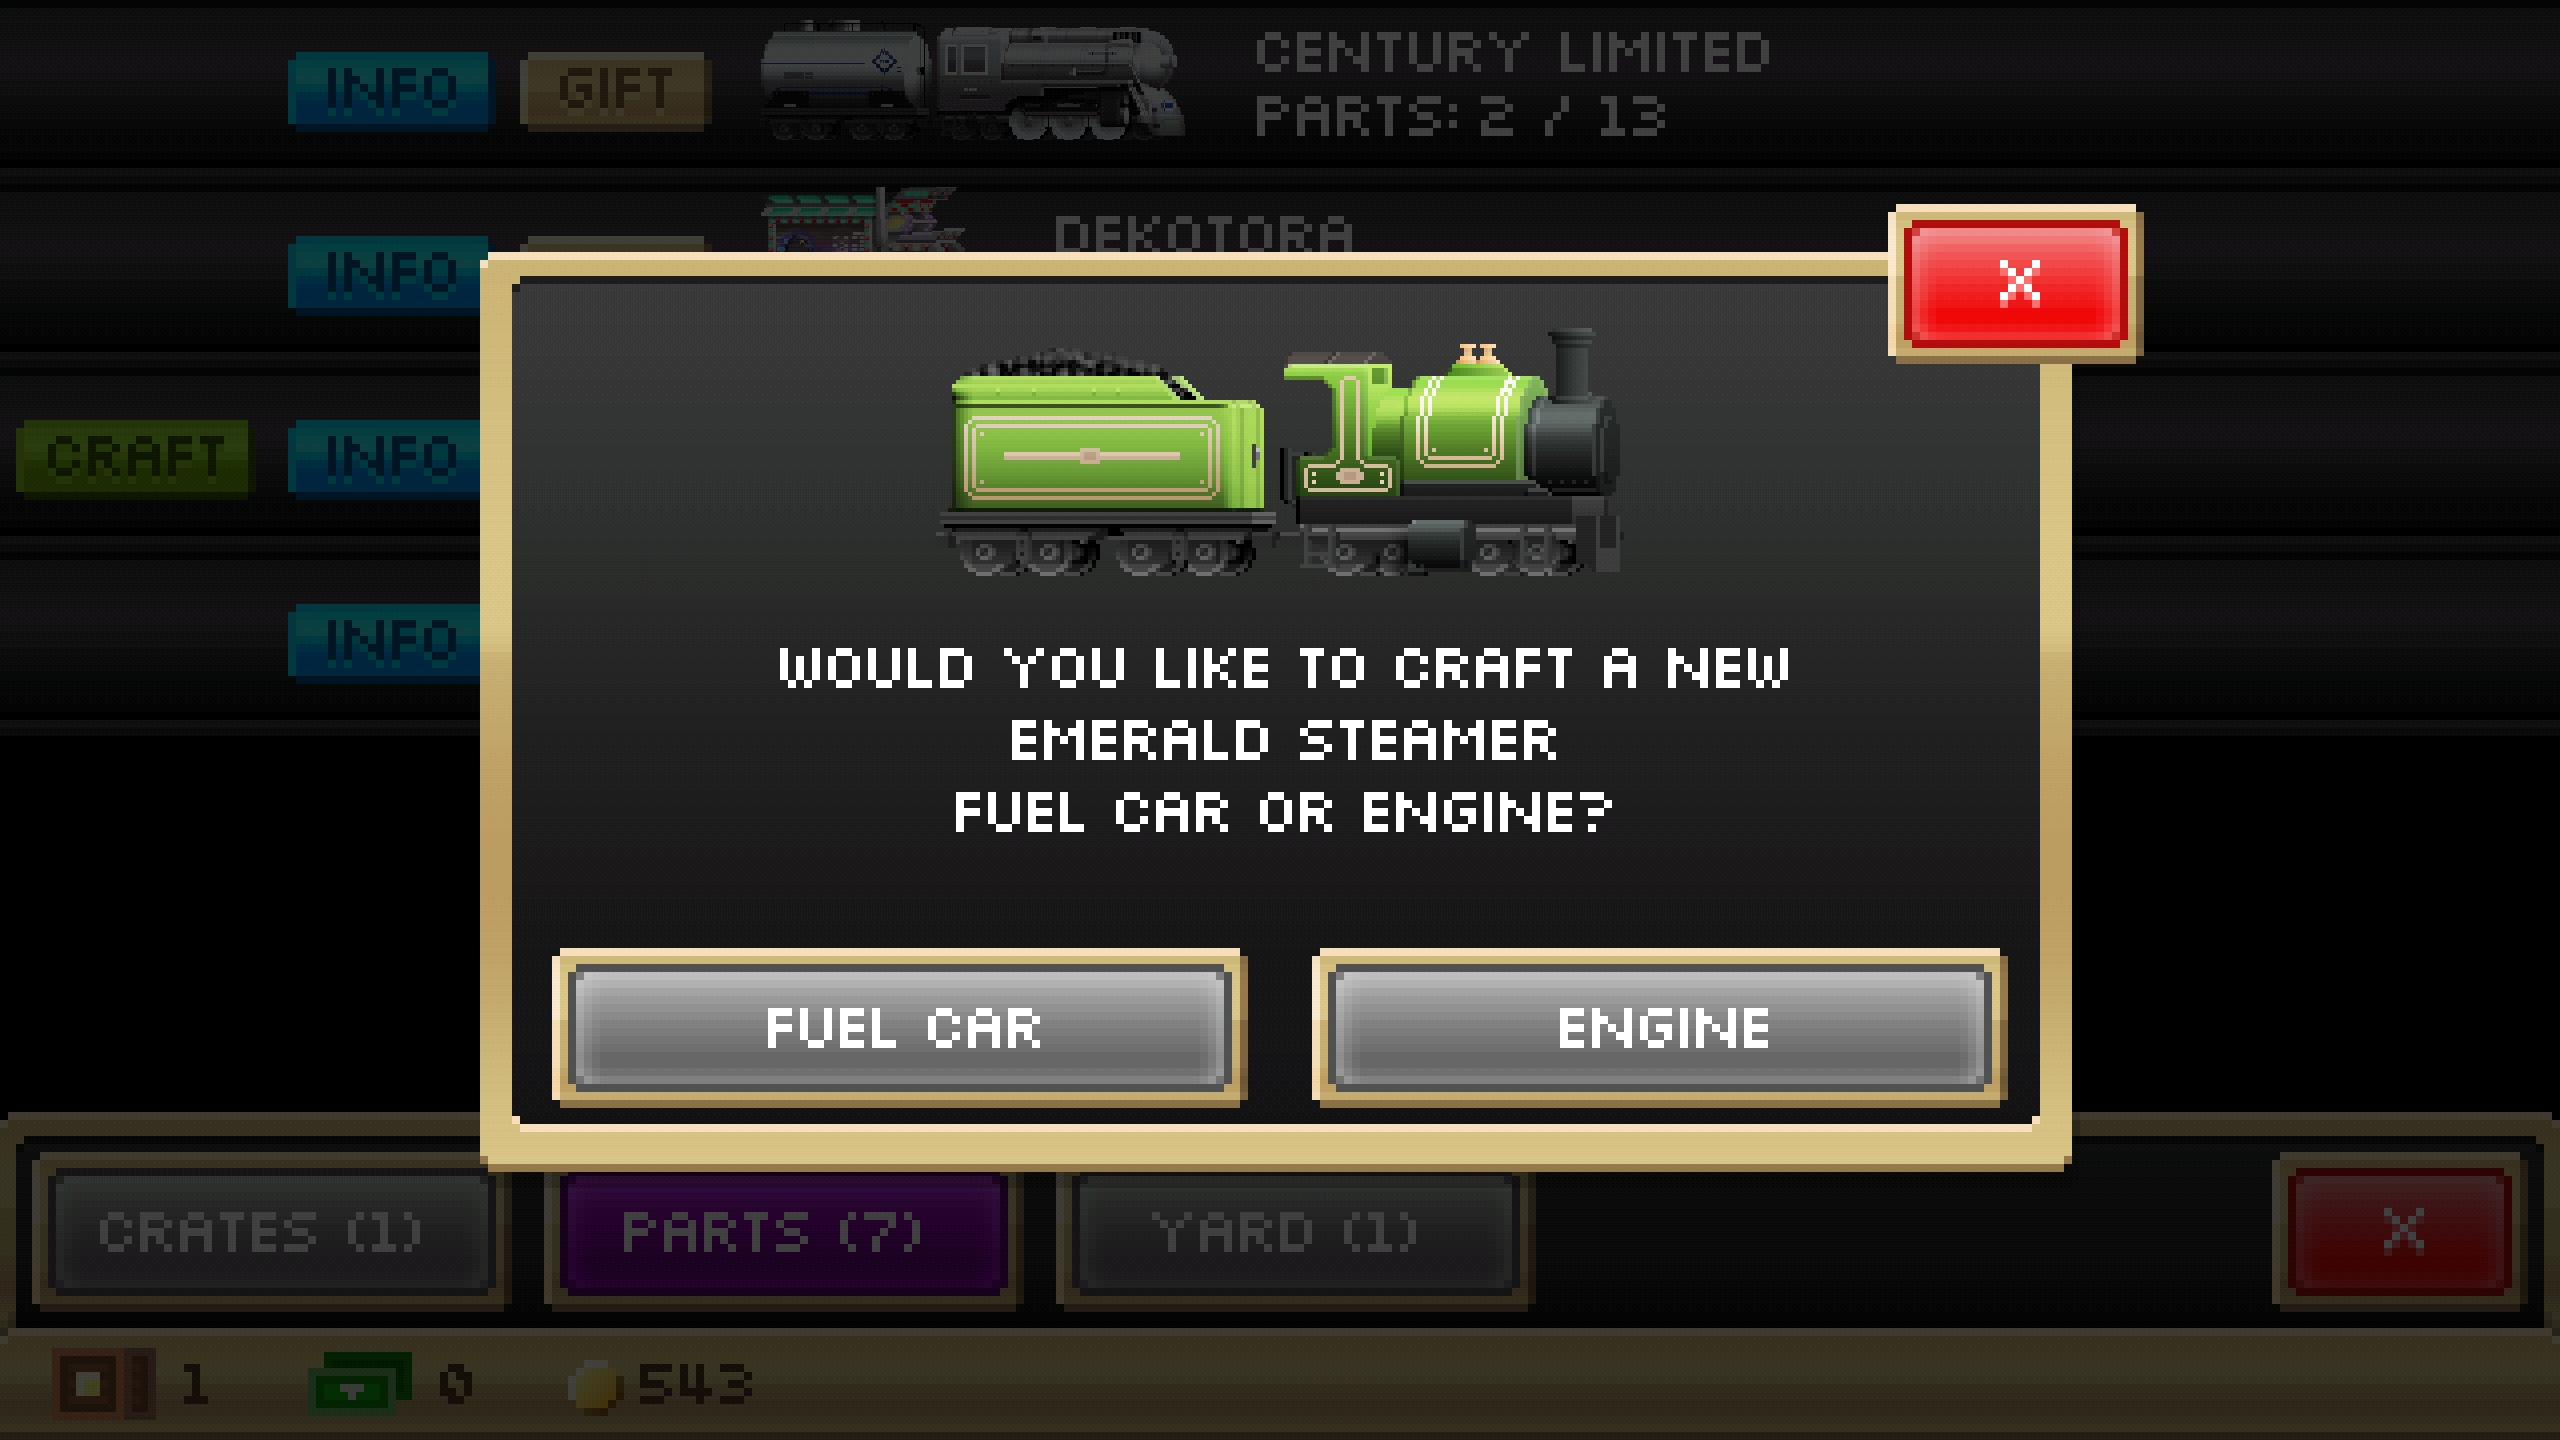 INFO GIFT CENTURY LIMITED
PARTS: 2 / 13
INFO DEKOTORA
X
CRAFT INFO
INFO
WOULD YOU LIKE TO CRAFT A NEW
EMERALD STEAMER
FUEL CAR OR ENGINE?
FUEL CAR ENGINE
CRATES (1) PARTS (7) YARD (1) X
1 0 543